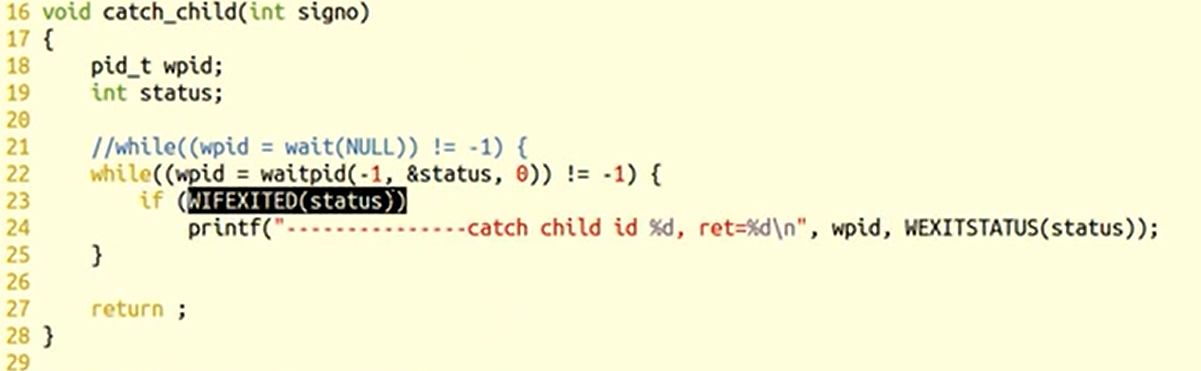 16 void catch_child(int signo)
17 {
18     pid_t wpid;
19     int status;
20
21     //while((wpid = wait(NULL)) != -1) {
22     while((wpid = waitpid(-1, &status, 0)) != -1) {
23         if (WIFEXITED(status))
24             printf("---------------catch child id %d, ret=%d\n", wpid, WEXITSTATUS(status));
25     }
26
27     return ;
28 }
29